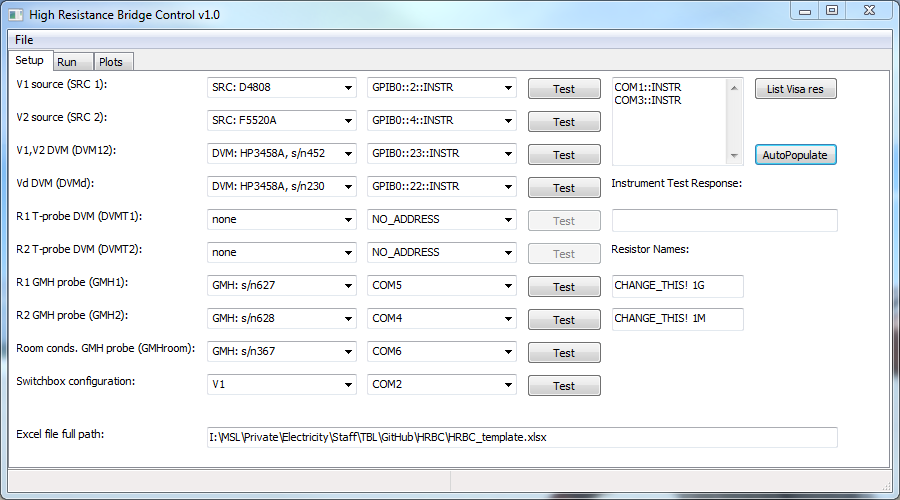 High Resistance Bridge Control v1.0
File
Setup Run Plots
V1 source (SRC 1): SRC: D4808 GPIB0::2::INSTR Test COM1::INSTR List Visa res
COM3::INSTR
V2 source (SRC 2): SRC: F5520A GPIB0::4::INSTR Test
V1,V2 DVM (DVM12): DVM: HP3458A, s/n452 GPIB0::23::INSTR Test AutoPopulate
Vd DVM (DVMd): DVM: HP3458A, s/n230 GPIB0::22::INSTR Test Instrument Test Response:
R1 T-probe DVM (DVMT1): none NO_ADDRESS Test
R2 T-probe DVM (DVMT2): none NO_ADDRESS Test Resistor Names:
R1 GMH probe (GMH1): GMH: s/n627 COM5 Test CHANGE_THIS! 1G
R2 GMH probe (GMH2): GMH: s/n628 COM4 Test CHANGE_THIS! 1M
Room conds. GMH probe (GMHroom): GMH: s/n367 COM6 Test
Switchbox configuration: V1 COM2 Test
Excel file full path: I:\MSL\Private\Electricity\Staff\TBL\GitHub\HRBC\HRBC_template.xlsx